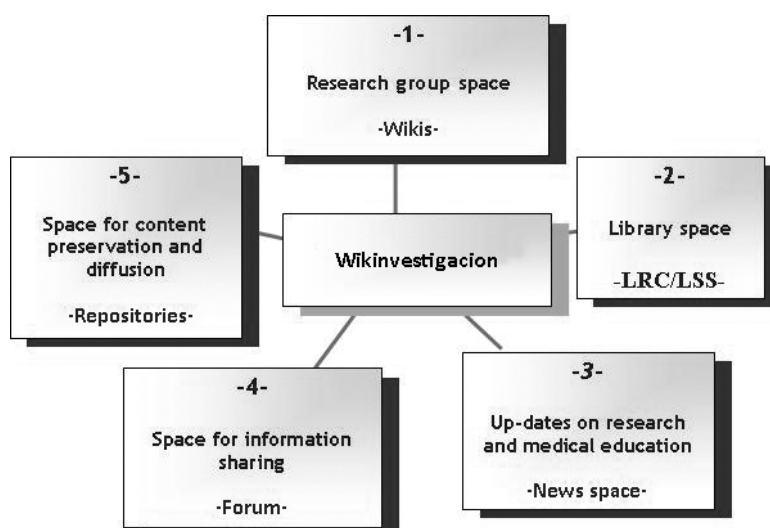 -1-
Research group space
-Wikis-
-5-
Space for content
preservation and
diffusion
-Repositories-
Wikinvestigacion
-2-
Library space
-LRC/LSS-
-4-
Space for information
sharing
-Forum-
-3-
Up-dates on research
and medical education
-News space-